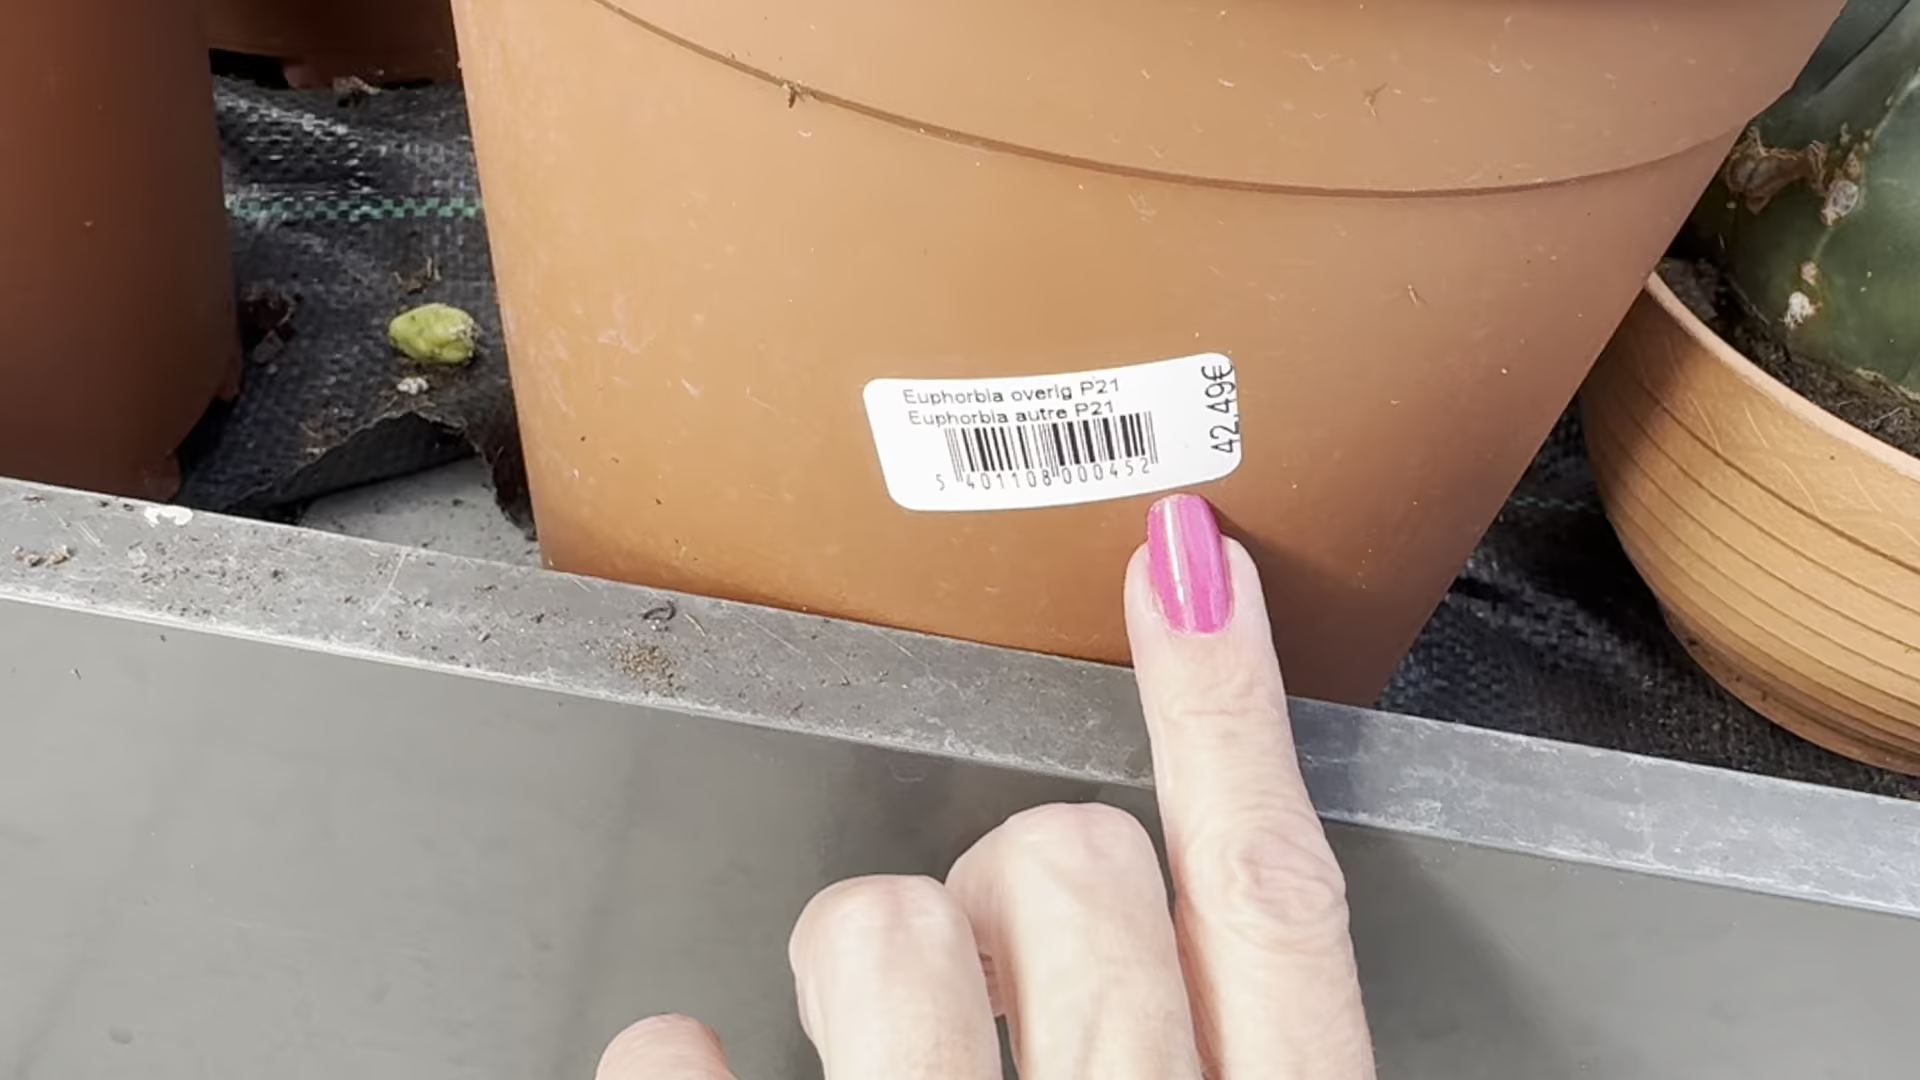 Euphorbia overig P21
Euphorbia autre P21
5 401108 000452
42,49€